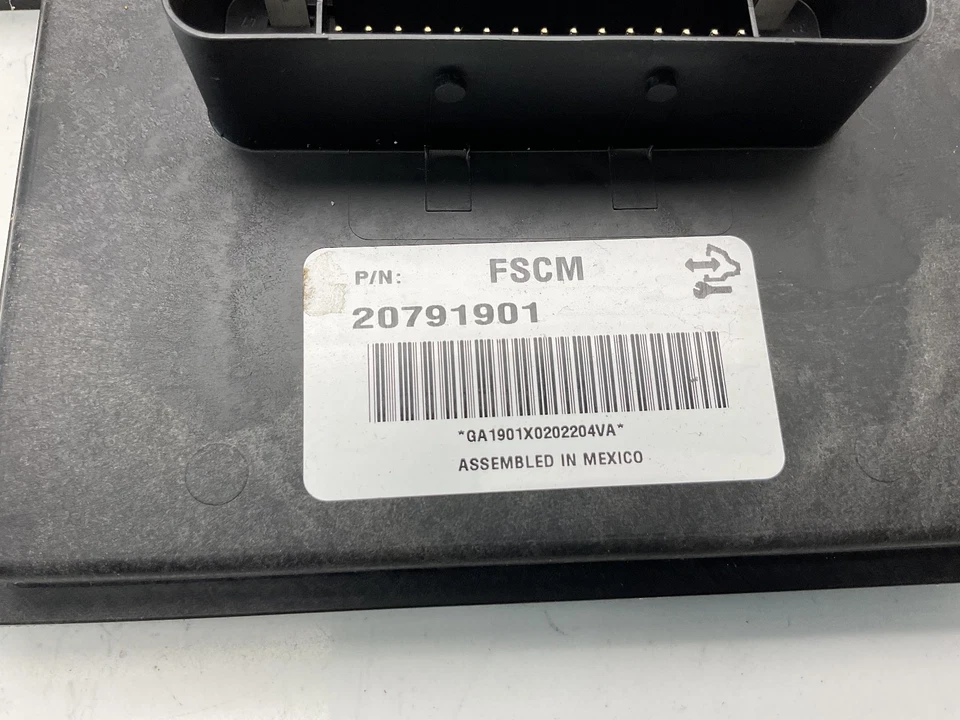 P/N: FSCM
20791901
*GA1901X0202204VA*
ASSEMBLED IN MEXICO